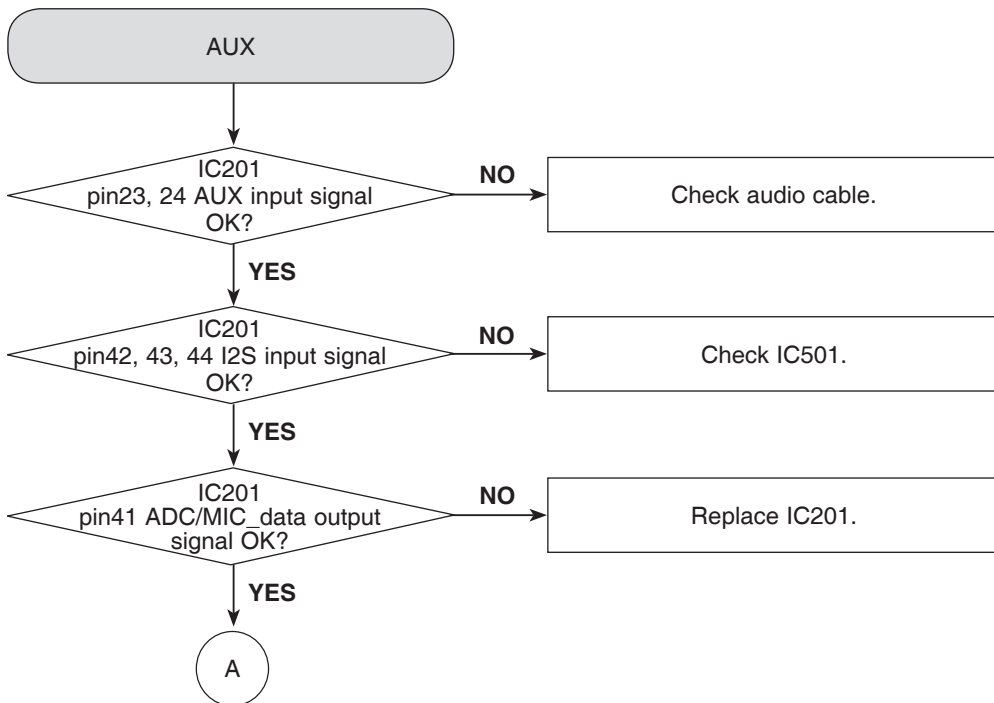 AUX
IC201
pin23, 24 AUX input signal
OK?
NO
Check audio cable.
YES
IC201
pin42, 43, 44 I2S input signal
OK?
NO
Check IC501.
YES
IC201
pin41 ADC/MIC_data output
signal OK?
NO
Replace IC201.
YES
A